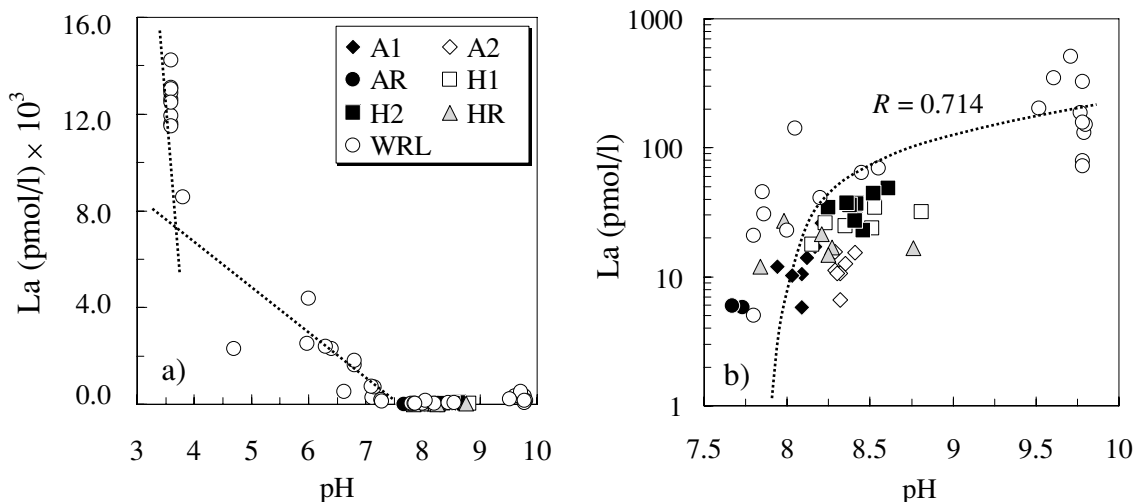 16.0
12.0
8.0
4.0
0.0
La (pmol/l) × 10³
A1 A2
AR H1
H2 HR
WRL
a)
3 4 5 6 7 8 9 10
pH
1000
100
10
1
La (pmol/l)
R = 0.714
b)
7.5 8 8.5 9 9.5 10
pH